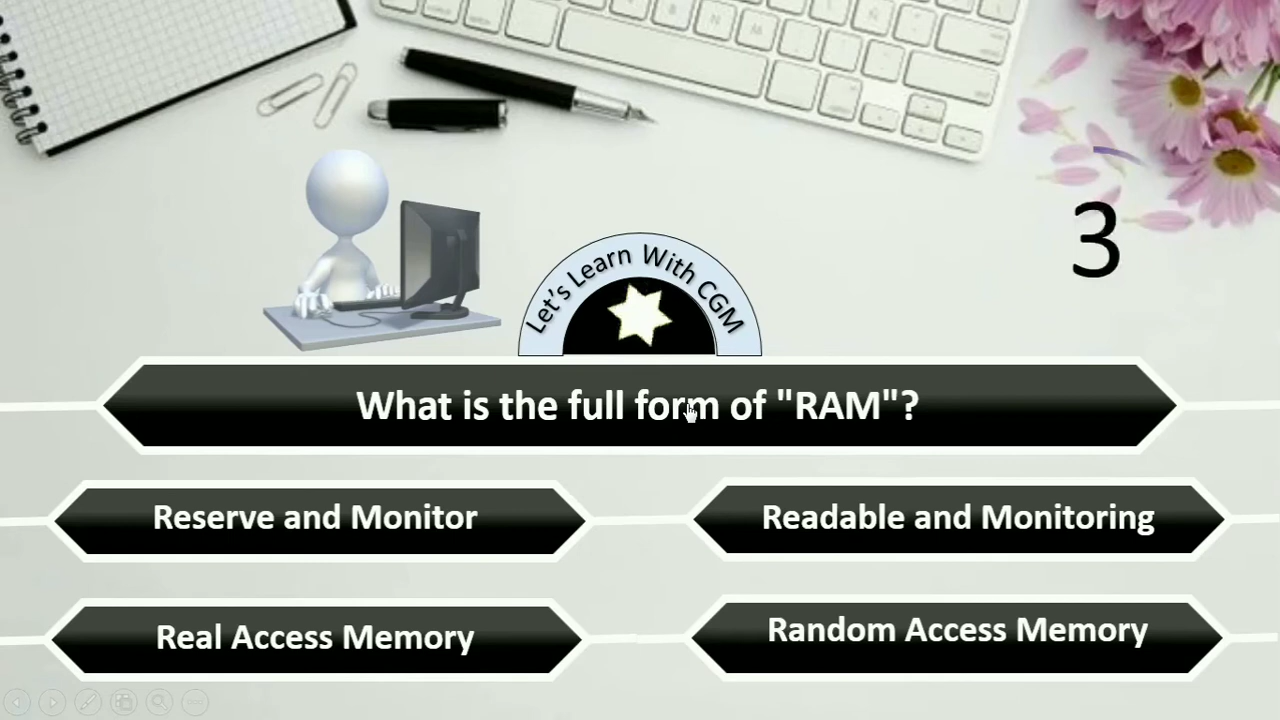 3
Let's Learn With CGM
What is the full form of "RAM"?
Reserve and Monitor
Readable and Monitoring
Real Access Memory
Random Access Memory